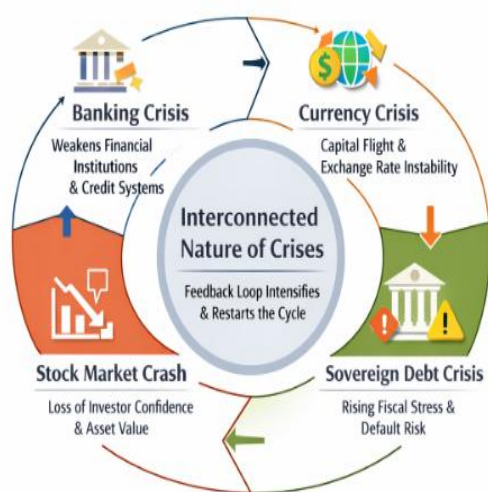 Banking Crisis
Weakens Financial
Institutions
& Credit Systems
Currency Crisis
Capital Flight &
Exchange Rate Instability
Interconnected
Nature of Crises
Feedback Loop Intensifies
& Restarts the Cycle
Stock Market Crash
Loss of Investor Confidence
& Asset Value
Sovereign Debt Crisis
Rising Fiscal Stress &
Default Risk
$
!
!